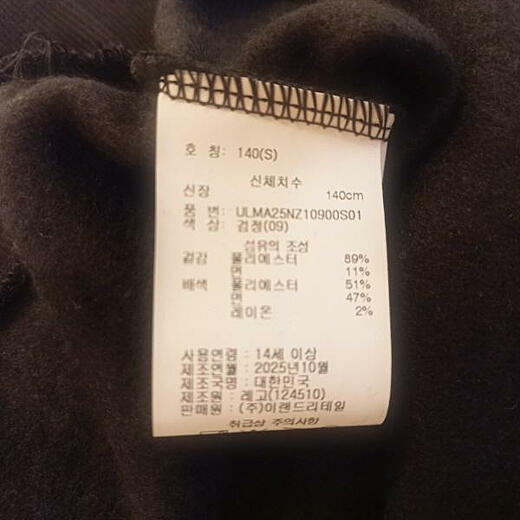 호 칭: 140(S)
신체치수
신장 140cm
품 번: ULMA25NZ10900S01
색 상: 검정(09)
섬유의 조성
겉감 폴리에스터 89%
면 11%
배색 폴리에스터 51%
면 47%
레이온 2%
사용연령 : 14세 이상
제조연월 : 2025년10월
제조국명 : 대한민국
제조원 : 레고(124510)
판매원 : (주)이랜드리테일
취급상 주의사항